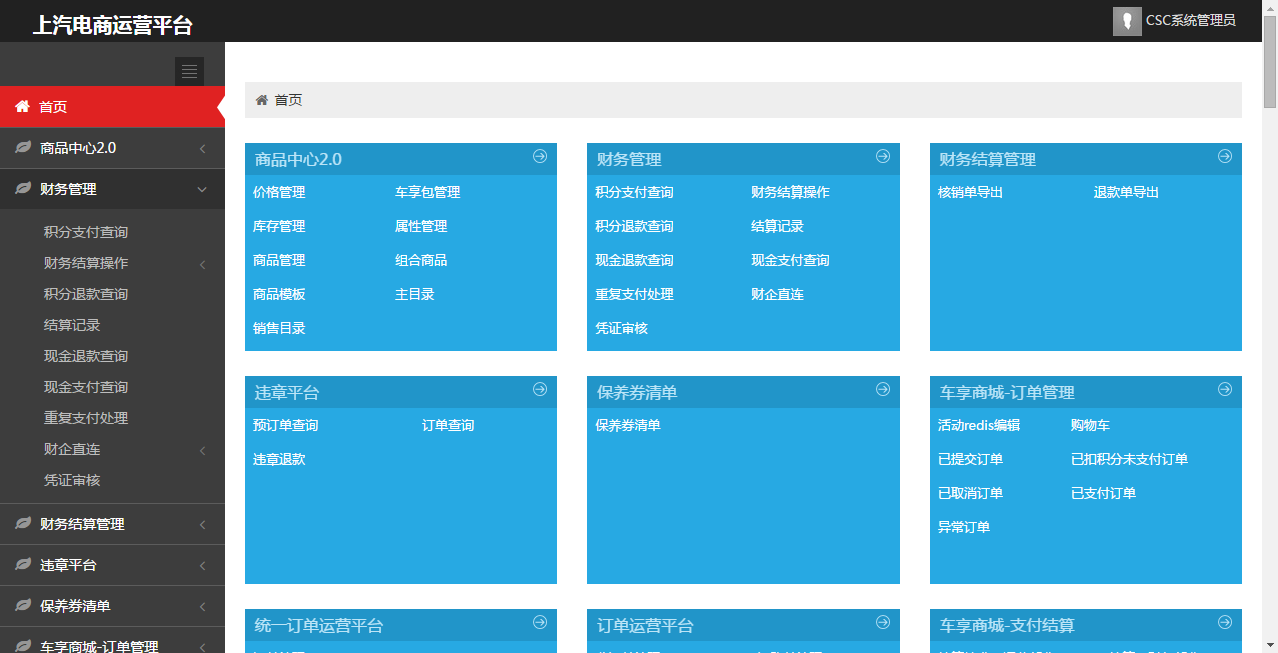 上汽电商运营平台
CSC系统管理员
首页
商品中心2.0
财务管理
积分支付查询
财务结算操作
积分退款查询
结算记录
现金退款查询
现金支付查询
重复支付处理
财企直连
凭证审核
财务结算管理
违章平台
保养券清单
车享商城-订单管理
首页
商品中心2.0
价格管理 车享包管理
库存管理 属性管理
商品管理 组合商品
商品模板 主目录
销售目录
财务管理
积分支付查询 财务结算操作
积分退款查询 结算记录
现金退款查询 现金支付查询
重复支付处理 财企直连
凭证审核
财务结算管理
核销单导出 退款单导出
违章平台
预订单查询 订单查询
违章退款
保养券清单
保养券清单
车享商城-订单管理
活动redis编辑 购物车
已提交订单 已扣积分未支付订单
已取消订单 已支付订单
异常订单
统一订单运营平台
订单运营平台
车享商城-支付结算